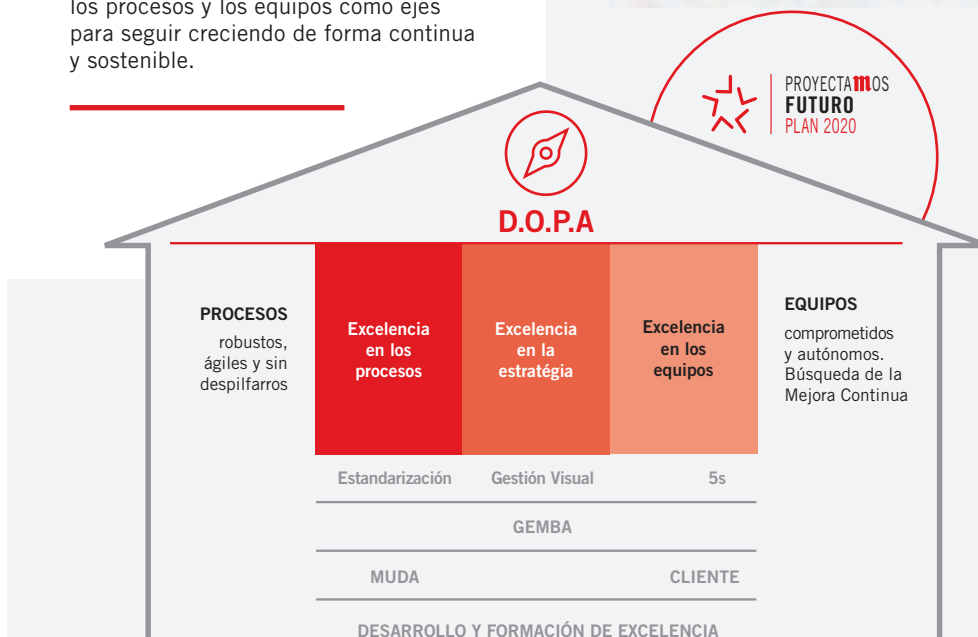 los procesos y los equipos como ejes
para seguir creciendo de forma continua
y sostenible.
PROYECTAmOS
FUTURO
PLAN 2020
D.O.P.A
PROCESOS
robustos,
ágiles y sin
despilfarros
Excelencia
en los
procesos
Excelencia
en la
estratégia
Excelencia
en los
equipos
EQUIPOS
comprometidos
y autónomos.
Búsqueda de la
Mejora Continua
Estandarización Gestión Visual 5s
GEMBA
MUDA CLIENTE
DESARROLLO Y FORMACIÓN DE EXCELENCIA